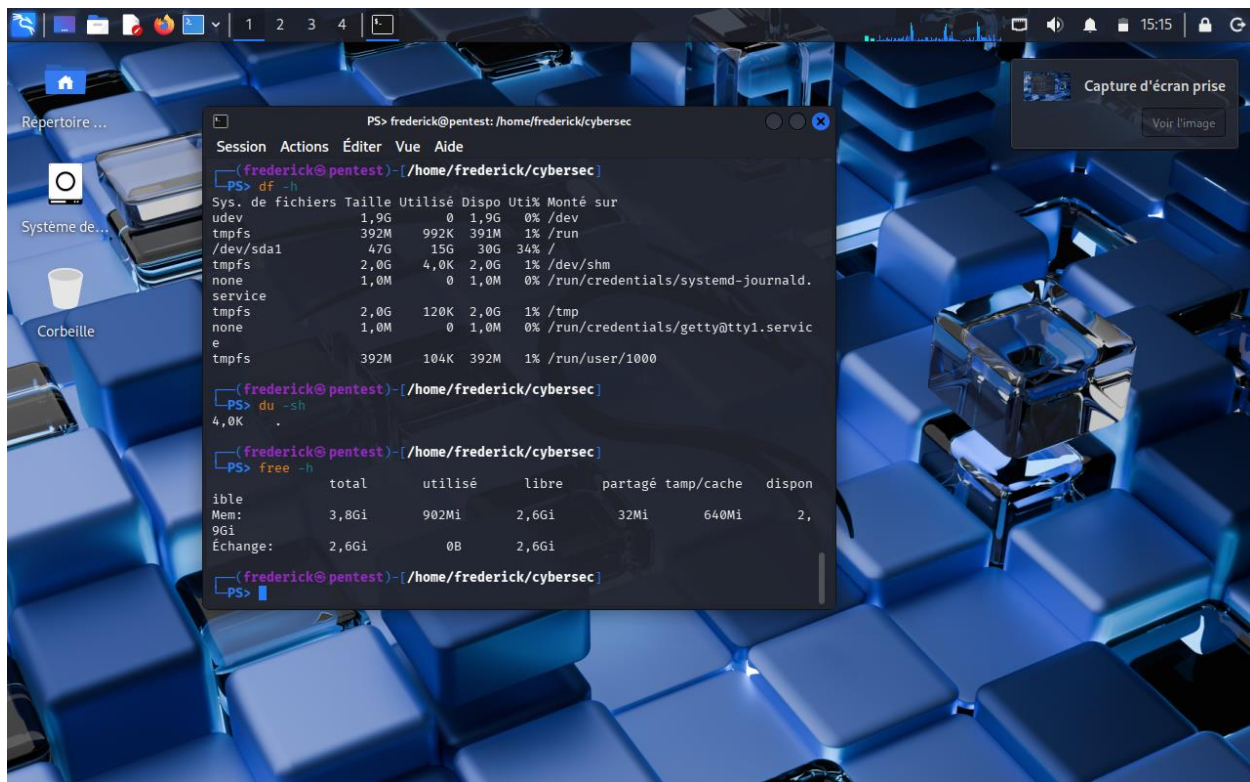 1 2 3 4 15:15
Capture d'écran prise
Voir l'image
Répertoire ...
Système de...
Corbeille
PS> frederick@pentest: /home/frederick/cybersec
Session Actions Éditer Vue Aide
┌──(frederick㉿pentest)-[/home/frederick/cybersec]
└─PS> df -h
Sys. de fichiers Taille Utilisé Dispo Uti% Monté sur
udev 1,9G 0 1,9G 0% /dev
tmpfs 392M 992K 391M 1% /run
/dev/sda1 47G 15G 30G 34% /
tmpfs 2,0G 4,0K 2,0G 1% /dev/shm
none 1,0M 0 1,0M 0% /run/credentials/systemd-journald.
service
tmpfs 2,0G 120K 2,0G 1% /tmp
none 1,0M 0 1,0M 0% /run/credentials/getty@tty1.servic
e
tmpfs 392M 104K 392M 1% /run/user/1000
┌──(frederick㉿pentest)-[/home/frederick/cybersec]
└─PS> du -sh
4,0K .
┌──(frederick㉿pentest)-[/home/frederick/cybersec]
└─PS> free -h
total utilisé libre partagé tamp/cache dispon
ible
Mem: 3,8Gi 902Mi 2,6Gi 32Mi 640Mi 2,
9Gi
Échange: 2,6Gi 0B 2,6Gi
┌──(frederick㉿pentest)-[/home/frederick/cybersec]
└─PS>